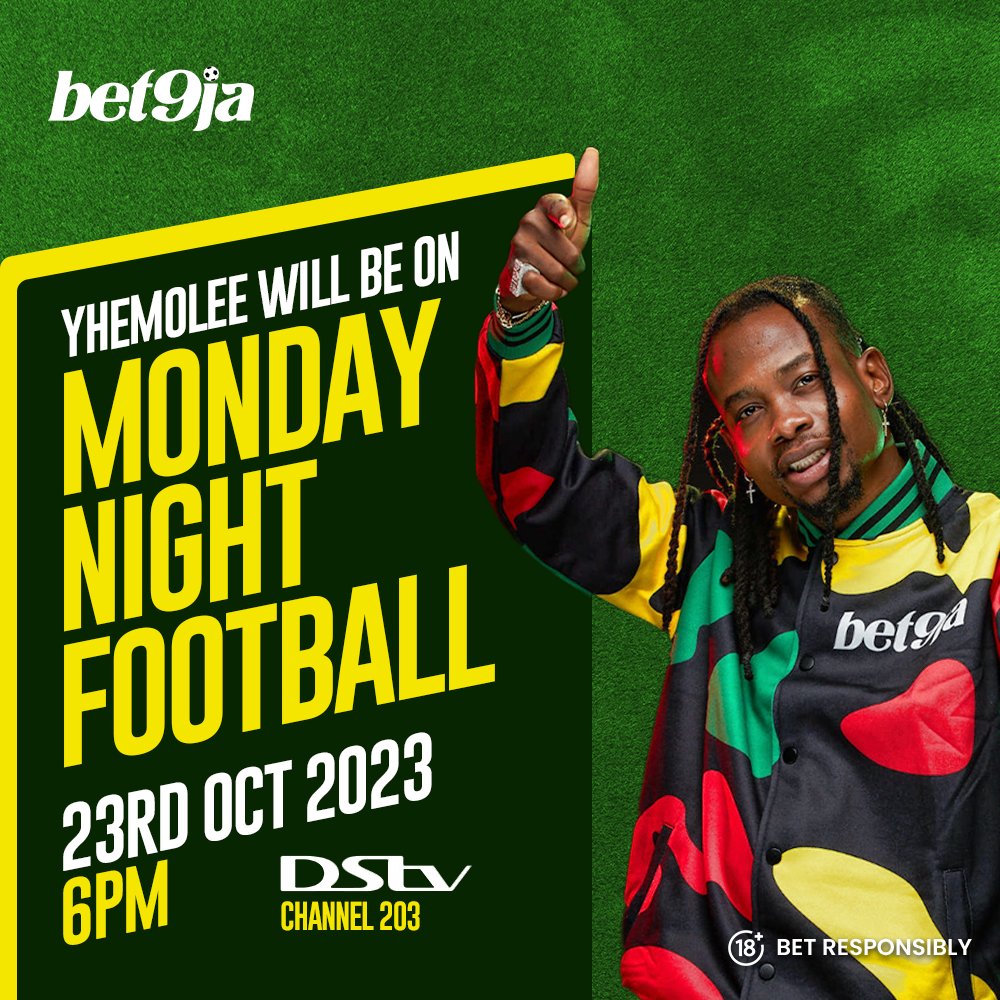 bet9ja
YHEMOLEE WILL BE ON
MONDAY
NIGHT
FOOTBALL
23RD OCT 2023
6PM
DStv
CHANNEL 203
bet9ja
18+ BET RESPONSIBLY